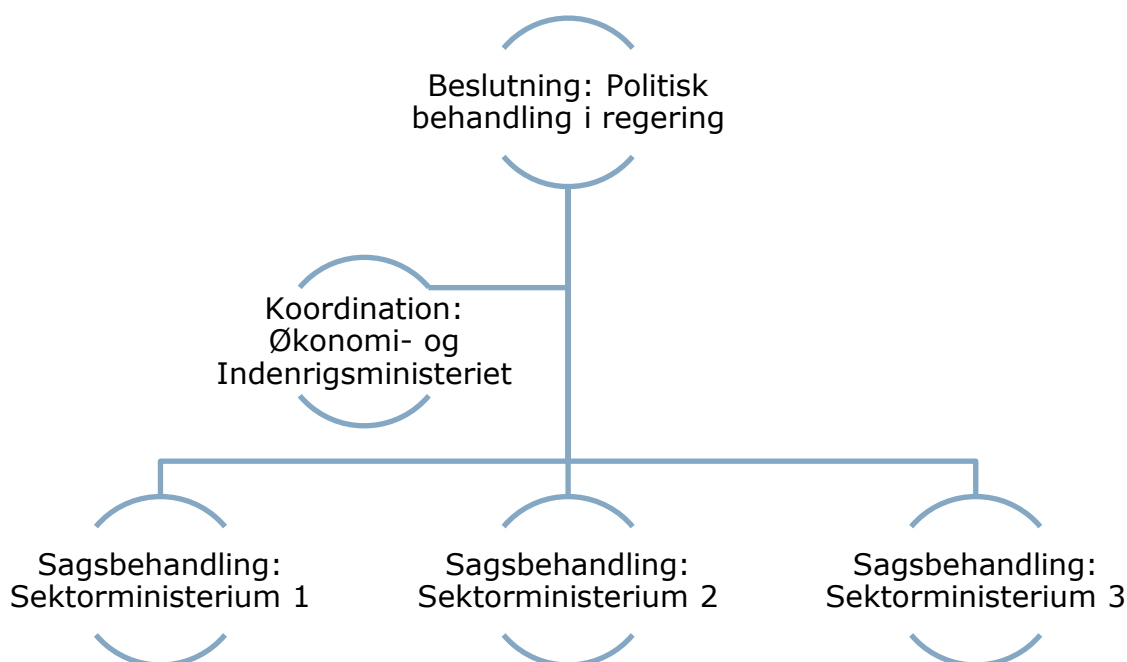 Beslutning: Politisk
behandling i regering
Koordination:
Økonomi- og
Indenrigsministeriet
Sagsbehandling:
Sektorministerium 1
Sagsbehandling:
Sektorministerium 2
Sagsbehandling:
Sektorministerium 3